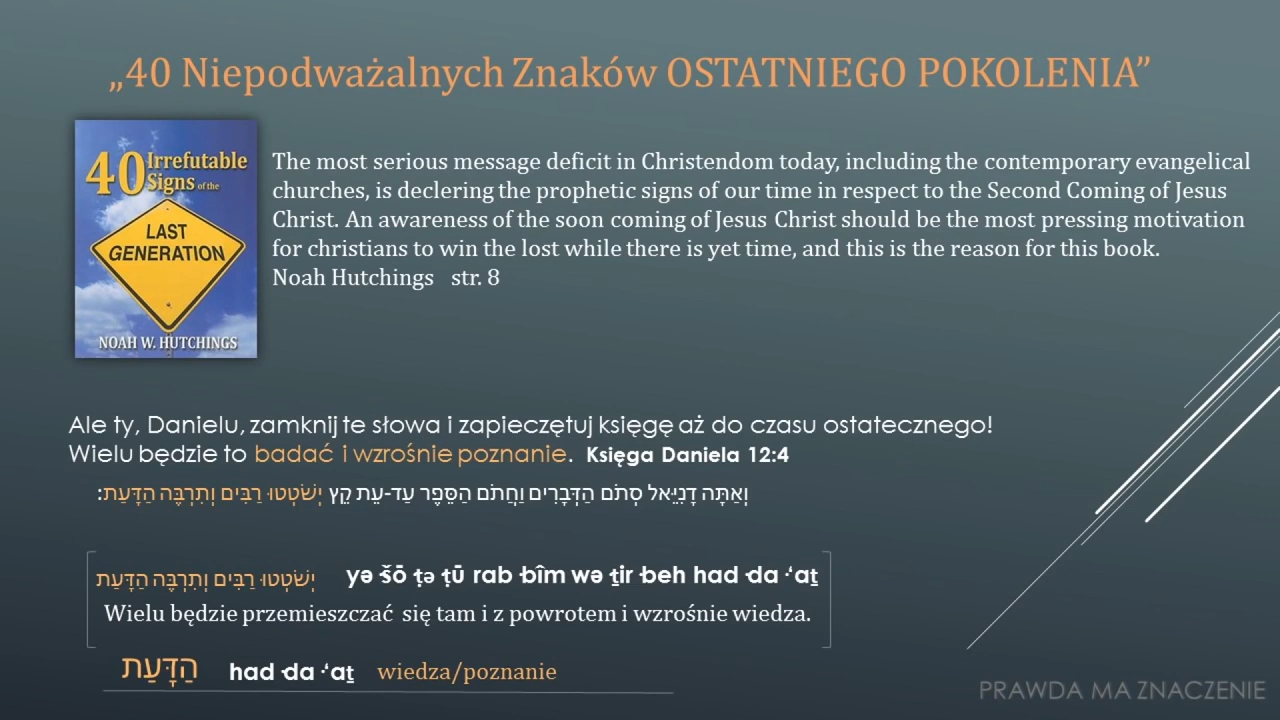 „40 Niepodważalnych Znaków OSTATNIEGO POKOLENIA”
40 Irrefutable
Signs of the
LAST
GENERATION
NOAH W. HUTCHINGS
The most serious message deficit in Christendom today, including the contemporary evangelical
churches, is declering the prophetic signs of our time in respect to the Second Coming of Jesus
Christ. An awareness of the soon coming of Jesus Christ should be the most pressing motivation
for christians to win the lost while there is yet time, and this is the reason for this book.
Noah Hutchings str. 8
Ale ty, Danielu, zamknij te słowa i zapieczętuj księgę aż do czasu ostatecznego!
Wielu będzie to badać i wzrośnie poznanie. Księga Daniela 12:4
וְאַתָּה דָנִיֵּאל סְתֹם הַדְּבָרִים וַחֲתֹם הַסֵּפֶר עַד-עֵת קֵץ יְשֹׁטְטוּ רַבִּים וְתִרְבֶּה הַדָּעַת:
יְשֹׁטְטוּ רַבִּים וְתִרְבֶּה הַדָּעַת yə·šō·ṭə·ṭū rab·bîm wə·ṯir·beh had·da·‘aṯ
Wielu będzie przemieszczać się tam i z powrotem i wzrośnie wiedza.
הַדָּעַת had·da·‘aṯ wiedza/poznanie
PRAWDA MA ZNACZENIE